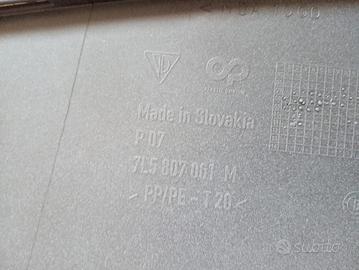 Made in Slovakia
P 07
7L5 807 061 M
> PP/PE - T 20 <
subito